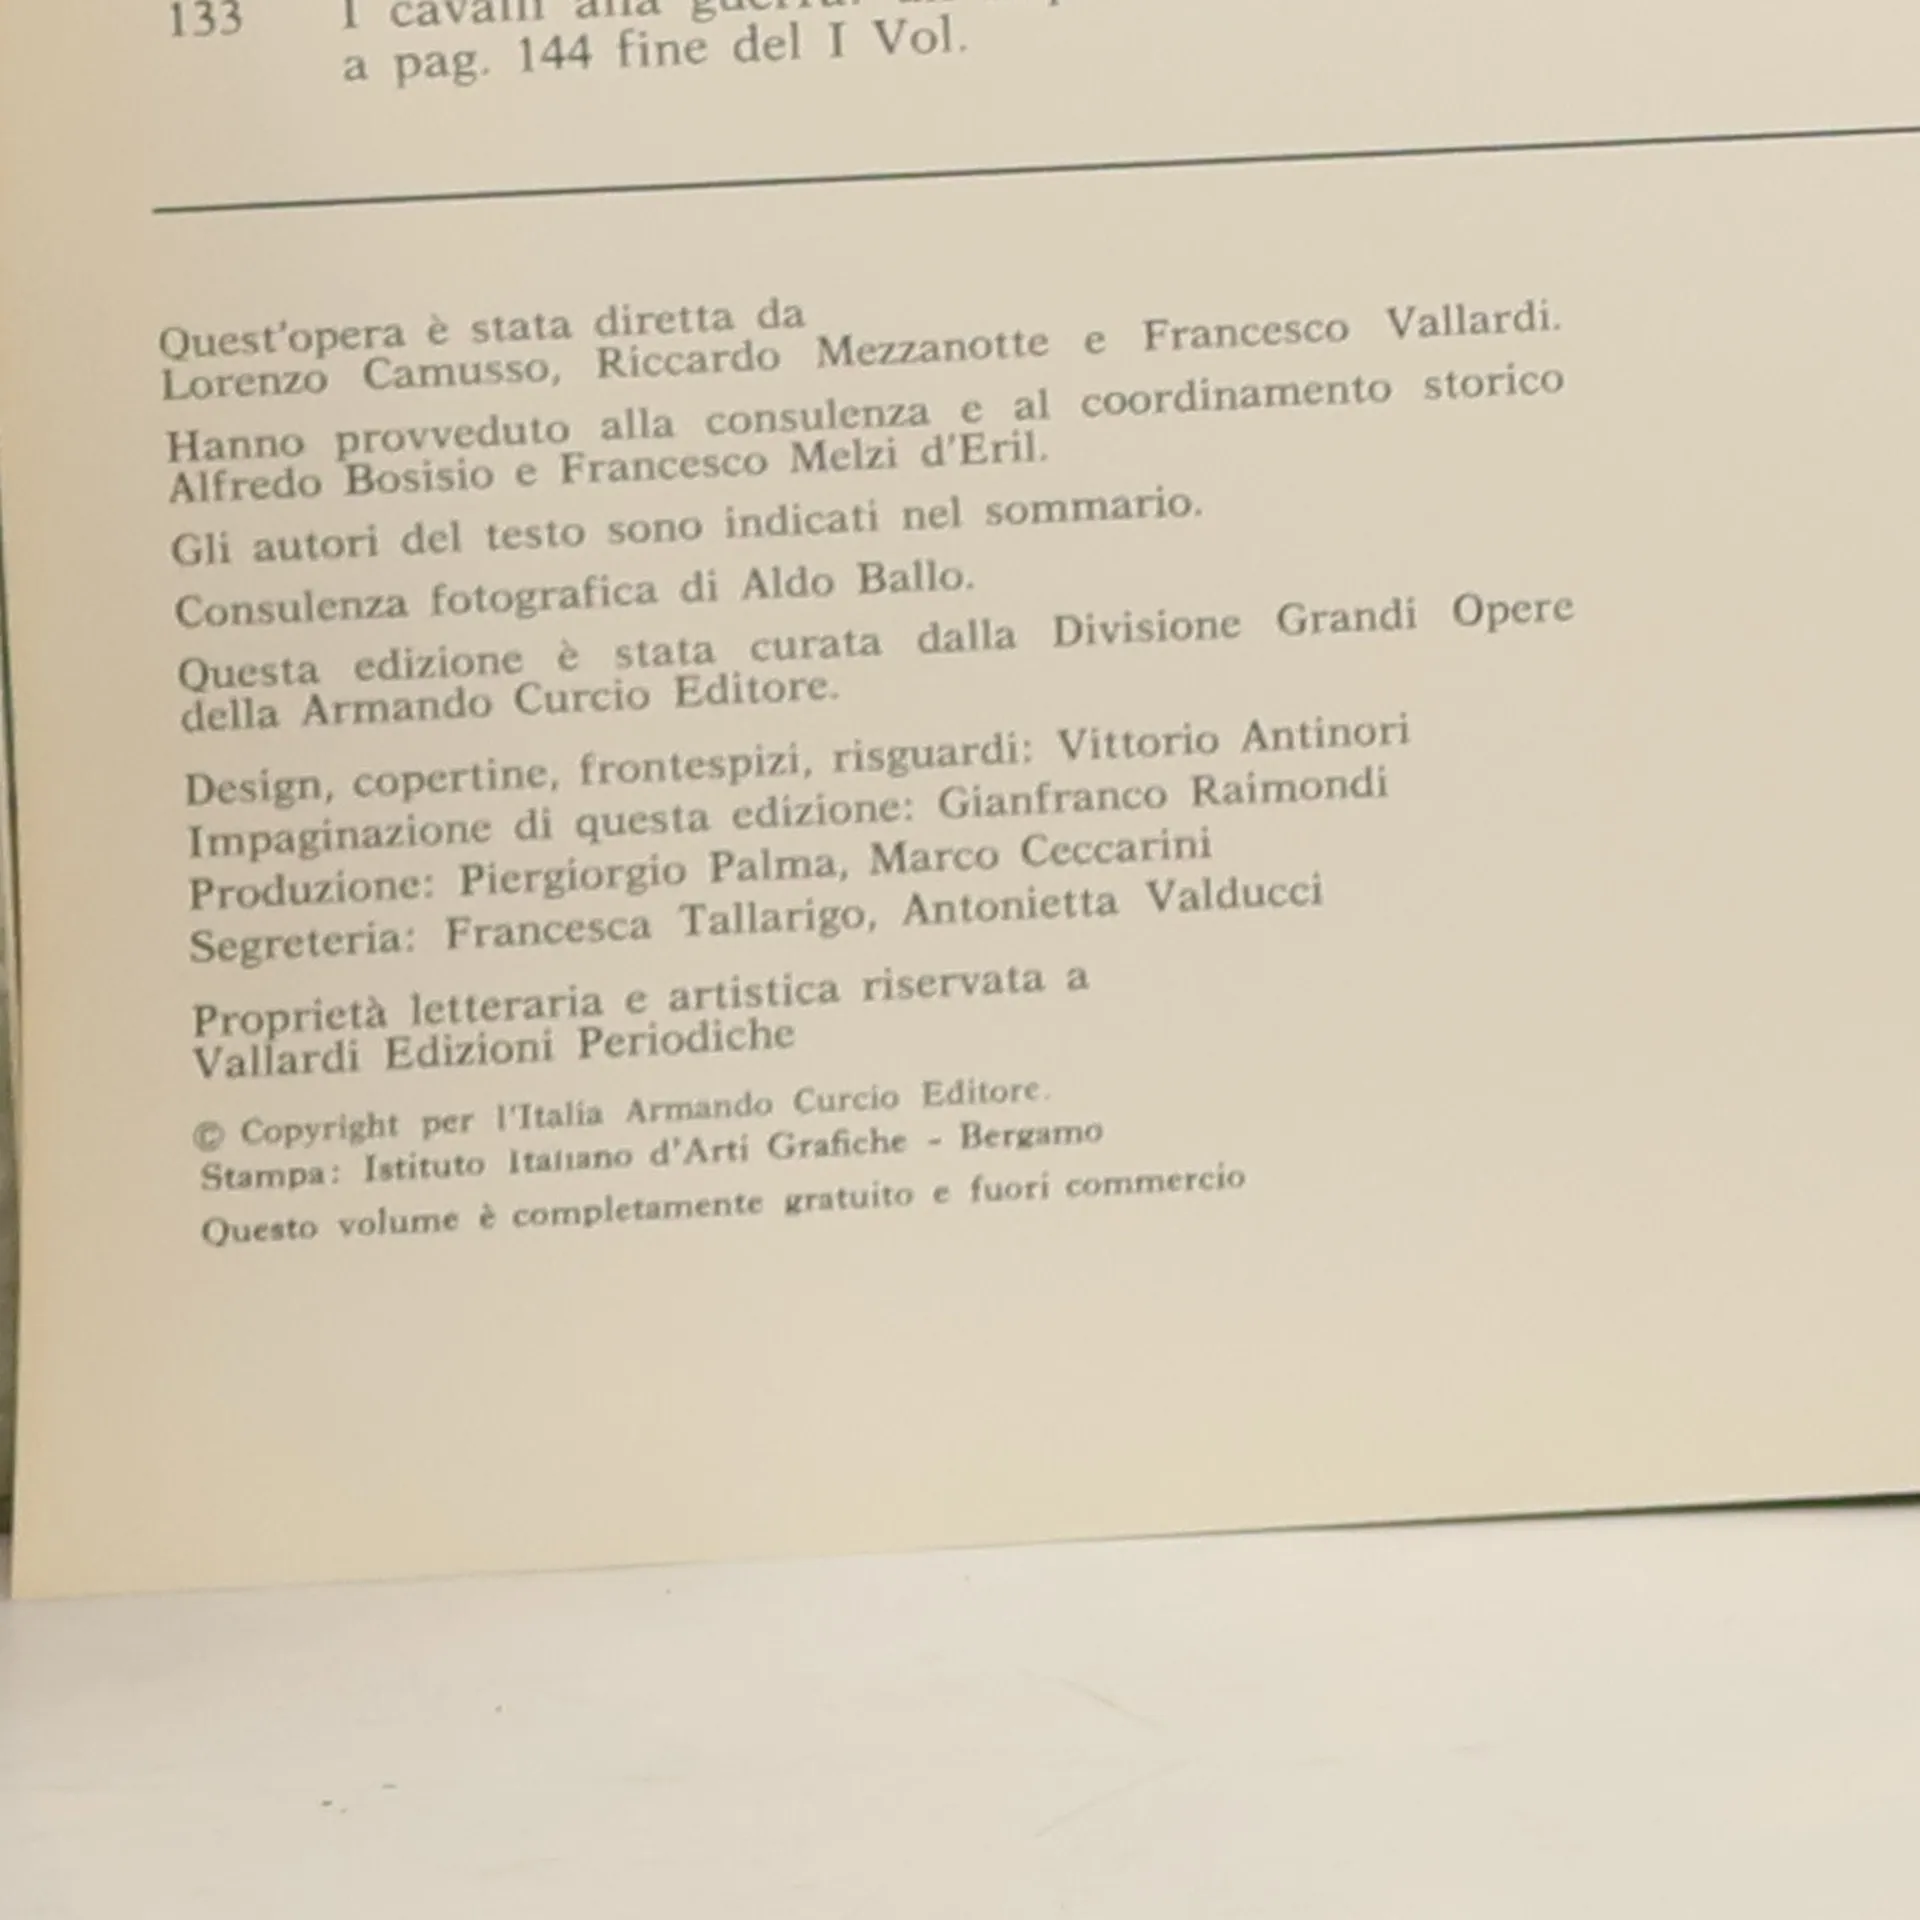 133 I cavalli alla guerra:
a pag. 144 fine del I Vol.
Quest'opera è stata diretta da
Lorenzo Camusso, Riccardo Mezzanotte e Francesco Vallardi.
Hanno provveduto alla consulenza e al coordinamento storico
Alfredo Bosisio e Francesco Melzi d'Eril.
Gli autori del testo sono indicati nel sommario.
Consulenza fotografica di Aldo Ballo.
Questa edizione è stata curata dalla Divisione Grandi Opere
della Armando Curcio Editore.
Design, copertine, frontespizi, risguardi: Vittorio Antinori
Impaginazione di questa edizione: Gianfranco Raimondi
Produzione: Piergiorgio Palma, Marco Ceccarini
Segreteria: Francesca Tallarigo, Antonietta Valducci
Proprietà letteraria e artistica riservata a
Vallardi Edizioni Periodiche
© Copyright per l'Italia Armando Curcio Editore.
Stampa: Istituto Italiano d'Arti Grafiche - Bergamo
Questo volume è completamente gratuito e fuori commercio